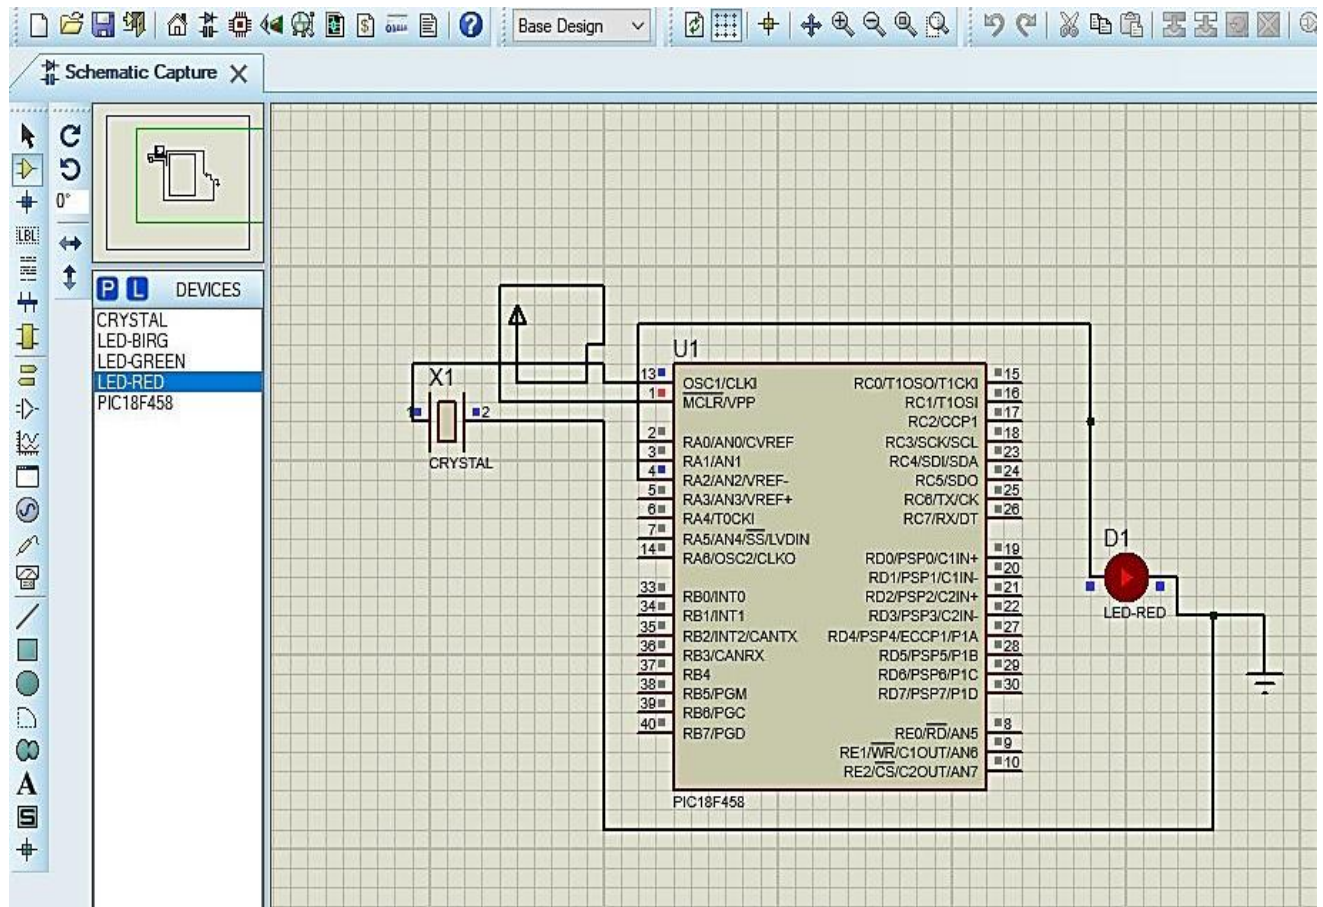 Base Design
Schematic Capture
0°
LBL
P L DEVICES
CRYSTAL
LED-BIRG
LED-GREEN
LED-RED
PIC18F458
A
S
X1
1
2
CRYSTAL
U1
13 OSC1/CLKI
1 MCLR/VPP
2 RA0/AN0/CVREF
3 RA1/AN1
4 RA2/AN2/VREF-
5 RA3/AN3/VREF+
6 RA4/T0CKI
7 RA5/AN4/SS/LVDIN
14 RA6/OSC2/CLKO
33 RB0/INT0
34 RB1/INT1
35 RB2/INT2/CANTX
36 RB3/CANRX
37 RB4
38 RB5/PGM
39 RB6/PGC
40 RB7/PGD
RC0/T1OSO/T1CKI 15
RC1/T1OSI 16
RC2/CCP1 17
RC3/SCK/SCL 18
RC4/SDI/SDA 23
RC5/SDO 24
RC6/TX/CK 25
RC7/RX/DT 26
RD0/PSP0/C1IN+ 19
RD1/PSP1/C1IN- 20
RD2/PSP2/C2IN+ 21
RD3/PSP3/C2IN- 22
RD4/PSP4/ECCP1/P1A 27
RD5/PSP5/P1B 28
RD6/PSP6/P1C 29
RD7/PSP7/P1D 30
RE0/RD/AN5 8
RE1/WR/C1OUT/AN6 9
RE2/CS/C2OUT/AN7 10
PIC18F458
D1
LED-RED